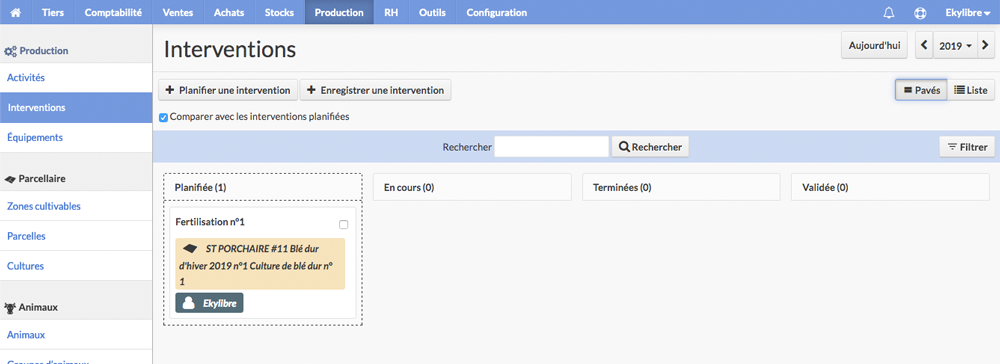 Tiers Comptabilité Ventes Achats Stocks Production RH Outils Configuration Ekylibre
Production
Activités
Interventions
Équipements
Parcellaire
Zones cultivables
Parcelles
Cultures
Animaux
Animaux
Interventions
Aujourd'hui 2019
Planifier une intervention Enregistrer une intervention
Pavés Liste
Comparer avec les interventions planifiées
Rechercher Rechercher Filtrer
Planifiée (1) En cours (0) Terminées (0) Validée (0)
Fertilisation n°1
ST PORCHAIRE #11 Blé dur
d'hiver 2019 n°1 Culture de blé dur n°
1
Ekylibre